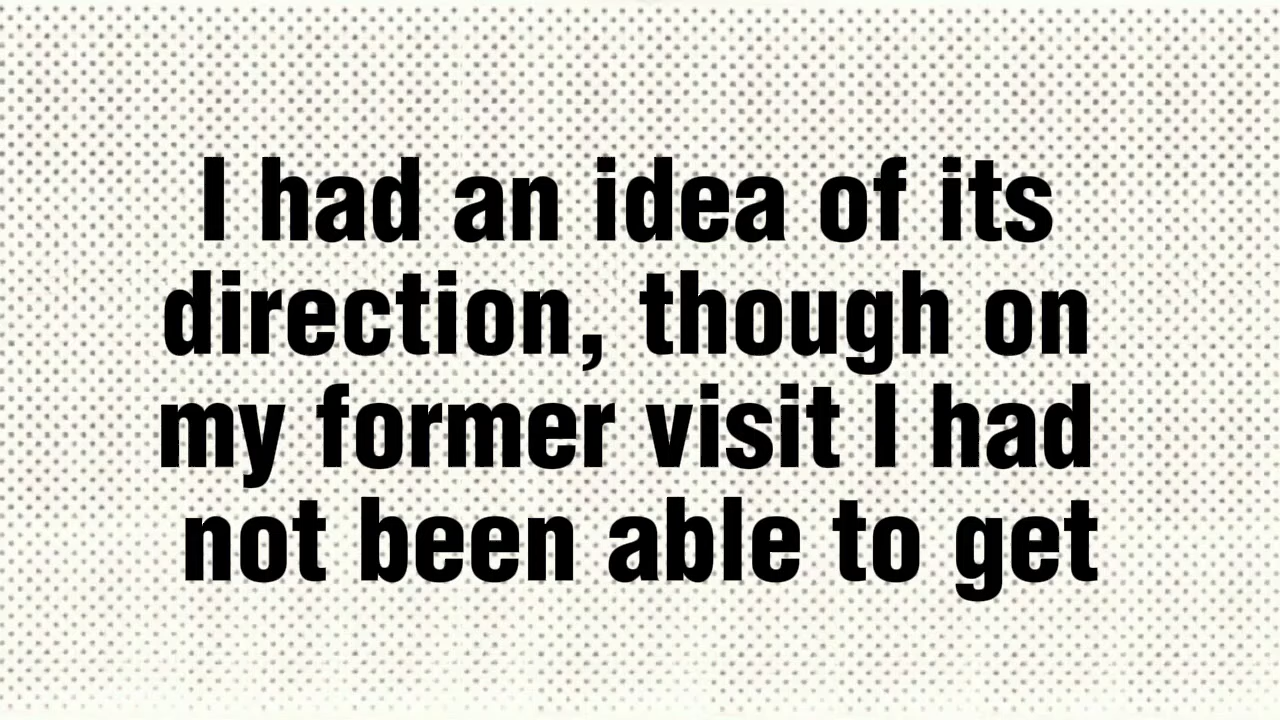 I had an idea of its
direction, though on
my former visit I had
not been able to get